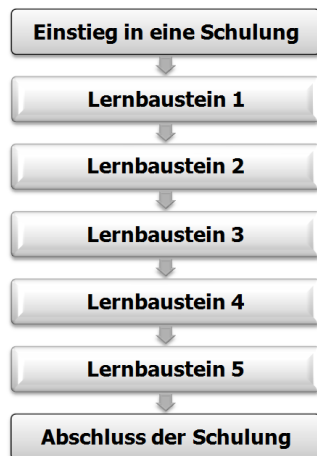 Einstieg in eine Schulung
Lernbaustein 1
Lernbaustein 2
Lernbaustein 3
Lernbaustein 4
Lernbaustein 5
Abschluss der Schulung